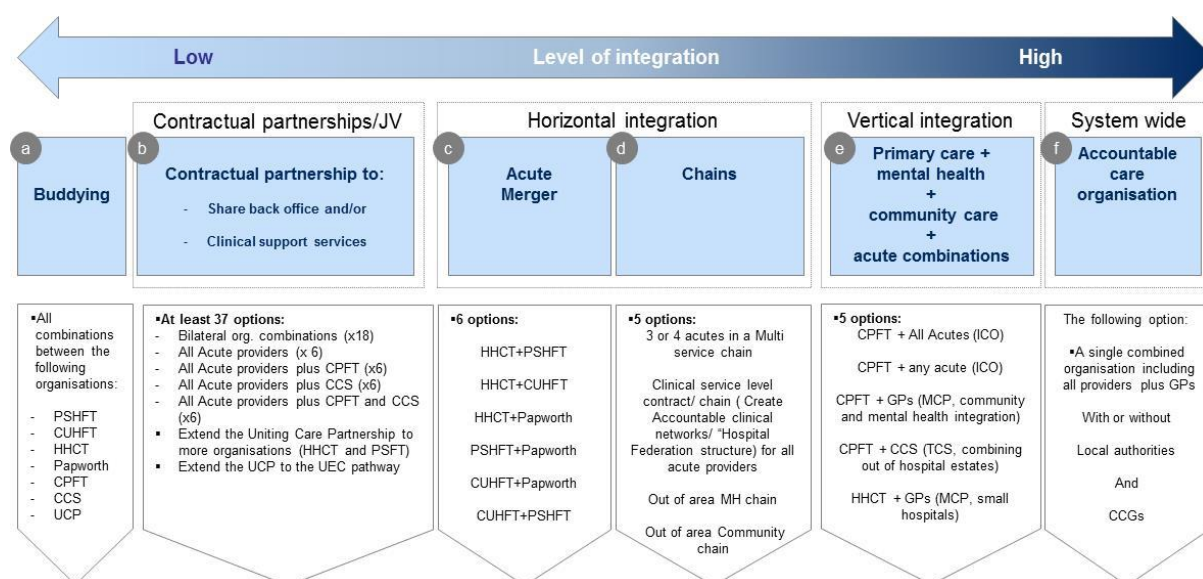 Low
Level of integration
High
Contractual partnerships/JV
Horizontal integration
Vertical integration
System wide
a
Buddying
b
Contractual partnership to:
- Share back office and/or
- Clinical support services
c
Acute
Merger
d
Chains
e
Primary care +
mental health
+
community care
+
acute combinations
f
Accountable
care
organisation
▪All
combinations
between the
following
organisations:
- PSHFT
- CUHFT
- HHCT
- Papworth
- CPFT
- CCS
- UCP
▪At least 37 options:
- Bilateral org. combinations (x18)
- All Acute providers (x 6)
- All Acute providers plus CPFT (x6)
- All Acute providers plus CCS (x6)
- All Acute providers plus CPFT and CCS
(x6)
▪ Extend the Uniting Care Partnership to
more organisations (HHCT and PSFT)
▪ Extend the UCP to the UEC pathway
▪6 options:
HHCT+PSHFT
HHCT+CUHFT
HHCT+Papworth
PSHFT+Papworth
CUHFT+Papworth
CUHFT+PSHFT
▪5 options:
3 or 4 acutes in a Multi
service chain
Clinical service level
contract/ chain ( Create
Accountable clinical
networks/ “Hospital
Federation structure) for all
acute providers
Out of area MH chain
Out of area Community
chain
▪5 options:
CPFT + All Acutes (ICO)
CPFT + any acute (ICO)
CPFT + GPs (MCP, community
and mental health integration)
CPFT + CCS (TCS, combining
out of hospital estates)
HHCT + GPs (MCP, small
hospitals)
The following option:
▪A single combined
organisation including
all providers plus GPs
With or without
Local authorities
And
CCGs